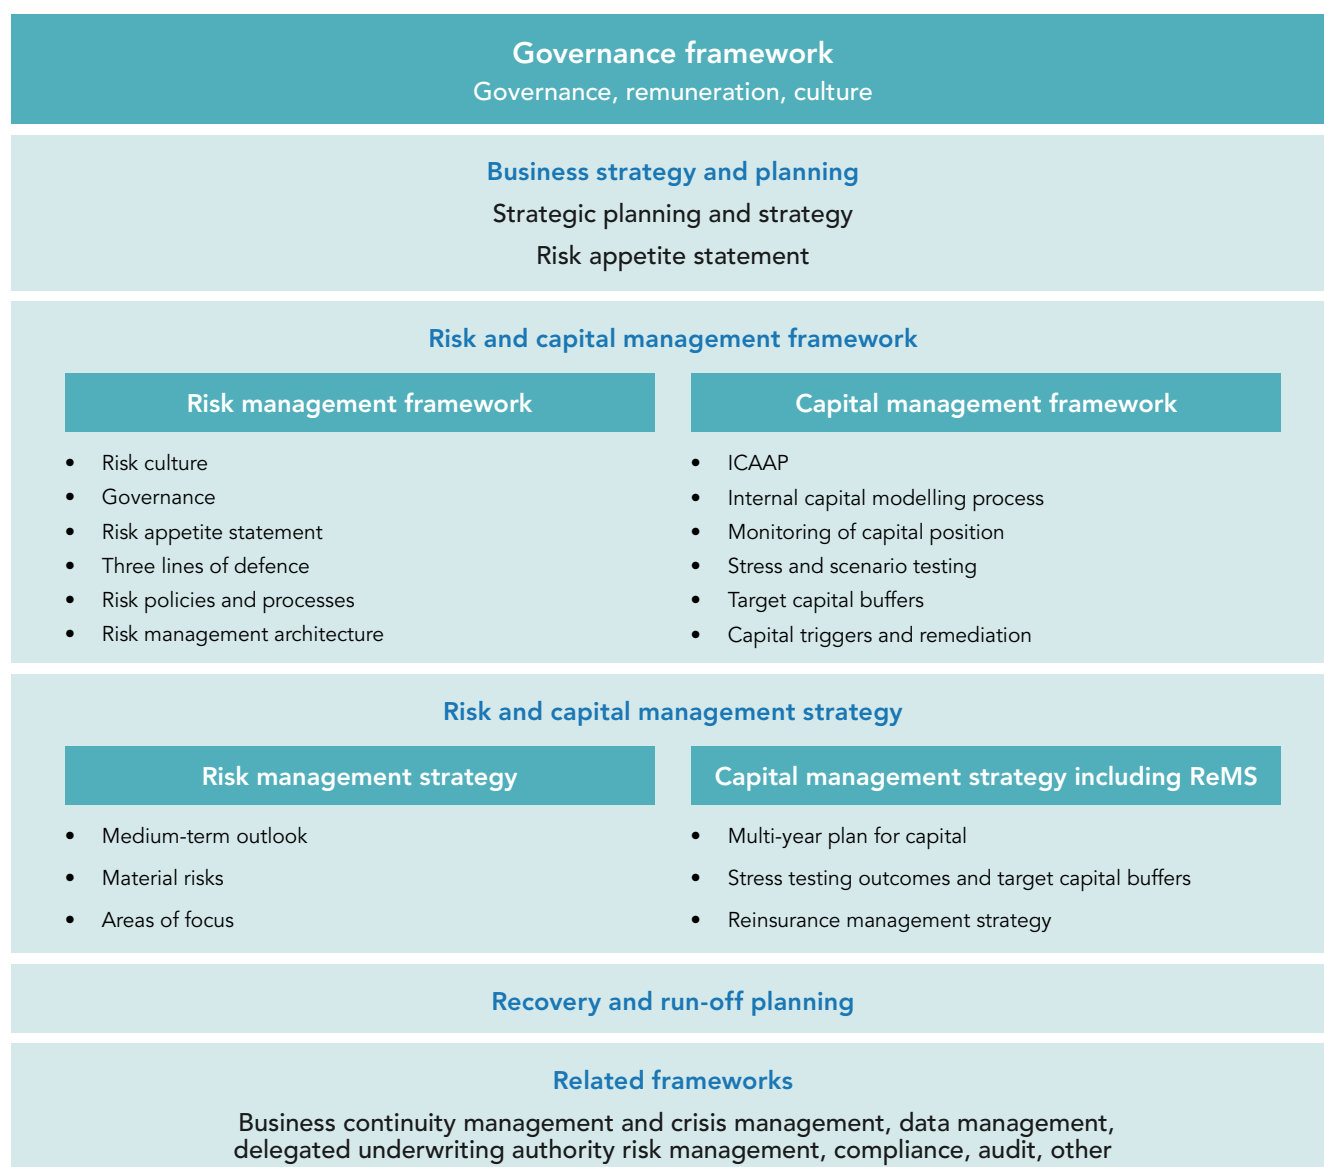 Governance framework
Governance, remuneration, culture
Business strategy and planning
Strategic planning and strategy
Risk appetite statement
Risk and capital management framework
Risk management framework
• Risk culture
• Governance
• Risk appetite statement
• Three lines of defence
• Risk policies and processes
• Risk management architecture
Capital management framework
• ICAAP
• Internal capital modelling process
• Monitoring of capital position
• Stress and scenario testing
• Target capital buffers
• Capital triggers and remediation
Risk and capital management strategy
Risk management strategy
• Medium-term outlook
• Material risks
• Areas of focus
Capital management strategy including ReMS
• Multi-year plan for capital
• Stress testing outcomes and target capital buffers
• Reinsurance management strategy
Recovery and run-off planning
Related frameworks
Business continuity management and crisis management, data management,
delegated underwriting authority risk management, compliance, audit, other